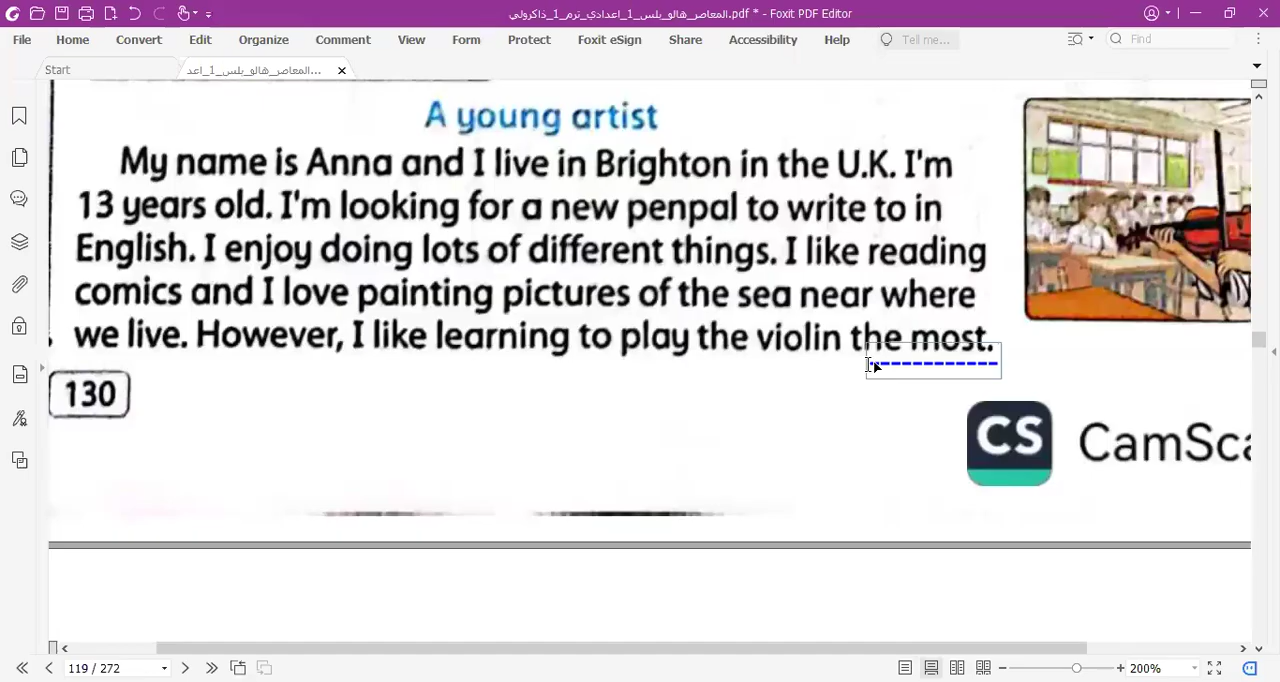 المعاصر_هالو_بلس_1_اعدادي_ترم_1_ذاكرولي.pdf * - Foxit PDF Editor
File Home Convert Edit Organize Comment View Form Protect Foxit eSign Share Accessibility Help Tell me... Find
Start المعاصر_هالو_بلس_1_اعد...
A young artist
My name is Anna and I live in Brighton in the U.K. I'm
13 years old. I'm looking for a new penpal to write to in
English. I enjoy doing lots of different things. I like reading
comics and I love painting pictures of the sea near where
we live. However, I like learning to play the violin the most.
130
CS CamSca
119 / 272 200%